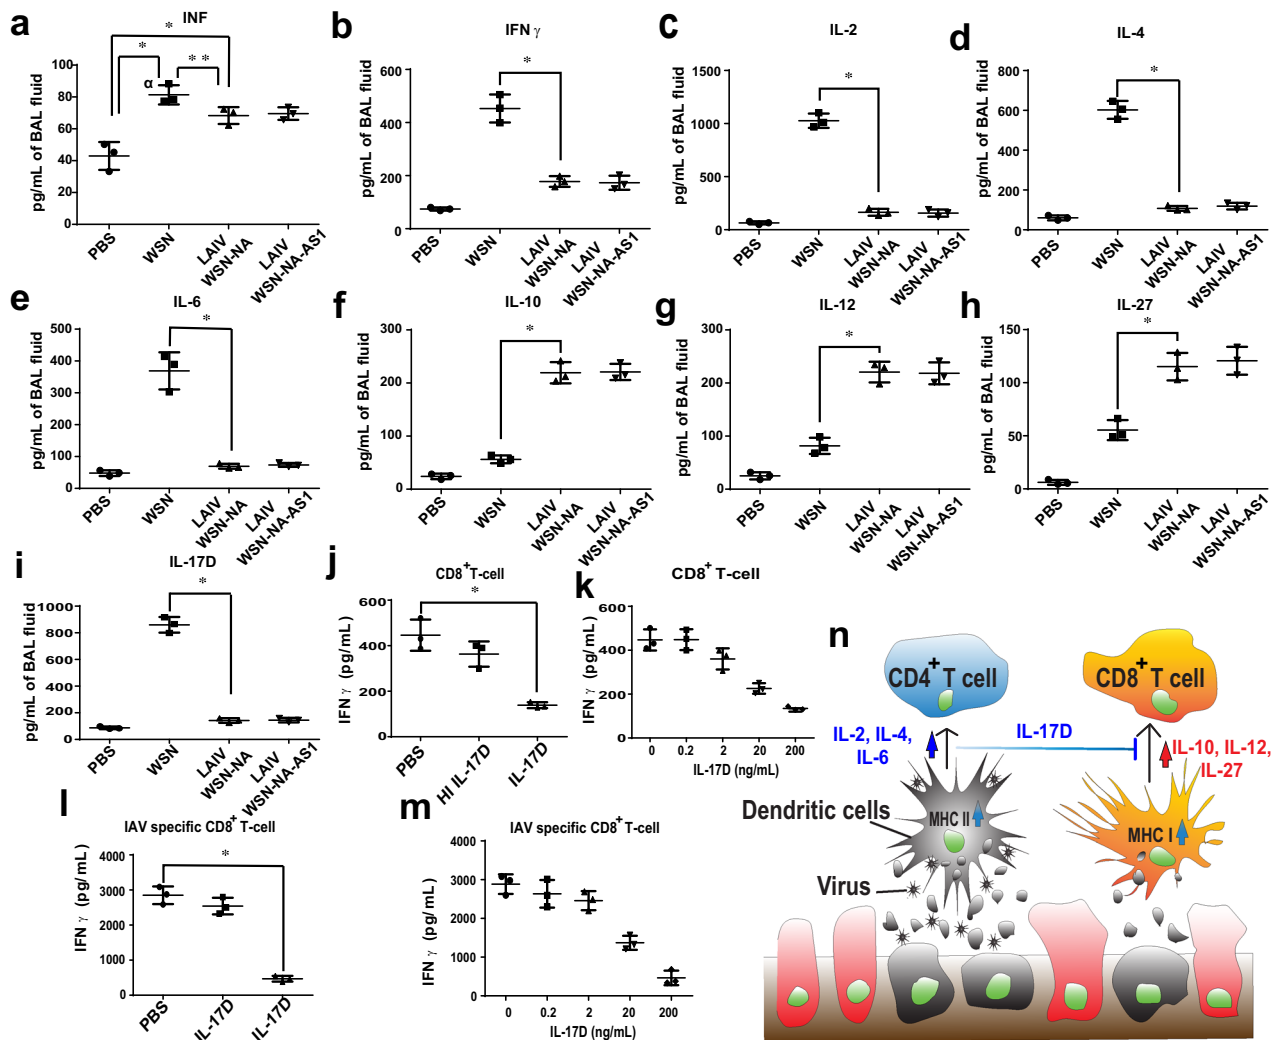 a
INF
*
*
* *
α
pg/mL of BAL fluid
100
80
60
40
20
0
PBS
WSN
LAIV
WSN-NA
LAIV
WSN-NA-AS1
b
IFN γ
*
pg/mL of BAL fluid
600
400
200
0
PBS
WSN
LAIV
WSN-NA
LAIV
WSN-NA-AS1
c
IL-2
*
pg/mL of BAL fluid
1500
1000
500
0
PBS
WSN
LAIV
WSN-NA
LAIV
WSN-NA-AS1
d
IL-4
*
pg/mL of BAL fluid
800
600
400
200
0
PBS
WSN
LAIV
WSN-NA
LAIV
WSN-NA-AS1
e
IL-6
*
pg/mL of BAL fluid
500
400
300
200
100
0
PBS
WSN
LAIV
WSN-NA
LAIV
WSN-NA-AS1
f
IL-10
*
pg/mL of BAL fluid
300
200
100
0
PBS
WSN
LAIV
WSN-NA
LAIV
WSN-NA-AS1
g
IL-12
*
pg/mL of BAL fluid
300
200
100
0
PBS
WSN
LAIV
WSN-NA
LAIV
WSN-NA-AS1
h
IL-27
*
pg/mL of BAL fluid
150
100
50
0
PBS
WSN
LAIV
WSN-NA
LAIV
WSN-NA-AS1
i
IL-17D
*
pg/mL of BAL fluid
1000
800
600
400
200
0
PBS
WSN
LAIV
WSN-NA
LAIV
WSN-NA-AS1
j
CD8+ T-cell
*
IFN γ (pg/mL)
600
400
200
0
PBS
HI IL-17D
IL-17D
k
CD8+ T-cell
IFN γ (pg/mL)
600
400
200
0
0 0.2 2 20 200
IL-17D (ng/mL)
l
IAV specific CD8+ T-cell
*
IFN γ (pg/mL)
4000
3000
2000
1000
0
PBS
IL-17D
IL-17D
m
IAV specific CD8+ T-cell
IFN γ (pg/mL)
4000
3000
2000
1000
0
0 0.2 2 20 200
IL-17D (ng/mL)
n
CD4+ T cell
CD8+ T cell
IL-2, IL-4,
IL-6
IL-17D
IL-10, IL-12,
IL-27
Dendritic cells
MHC II
MHC I
Virus